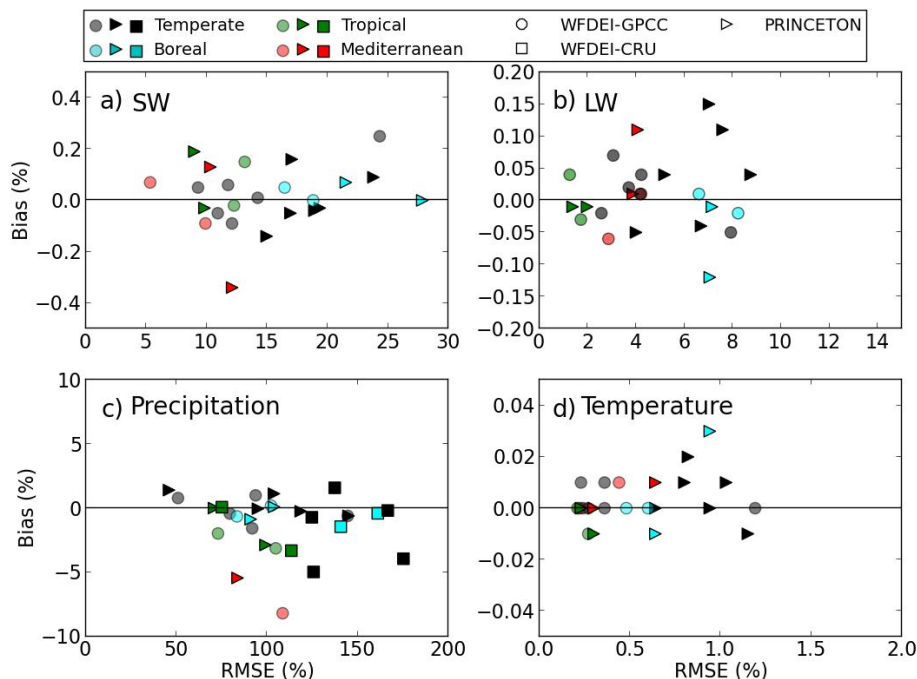 Temperate Tropical WFDEI-GPCC PRINCETON
Boreal Mediterranean WFDEI-CRU
a) SW
0.4
0.2
0.0
−0.2
−0.4
Bias (%)
0 5 10 15 20 25 30
b) LW
0.20
0.15
0.10
0.05
0.00
−0.05
−0.10
−0.15
−0.20
0 2 4 6 8 10 12 14
c) Precipitation
10
5
0
−5
−10
Bias (%)
0 50 100 150 200
RMSE (%)
d) Temperature
0.04
0.02
0.00
−0.02
−0.04
0.0 0.5 1.0 1.5 2.0
RMSE (%)